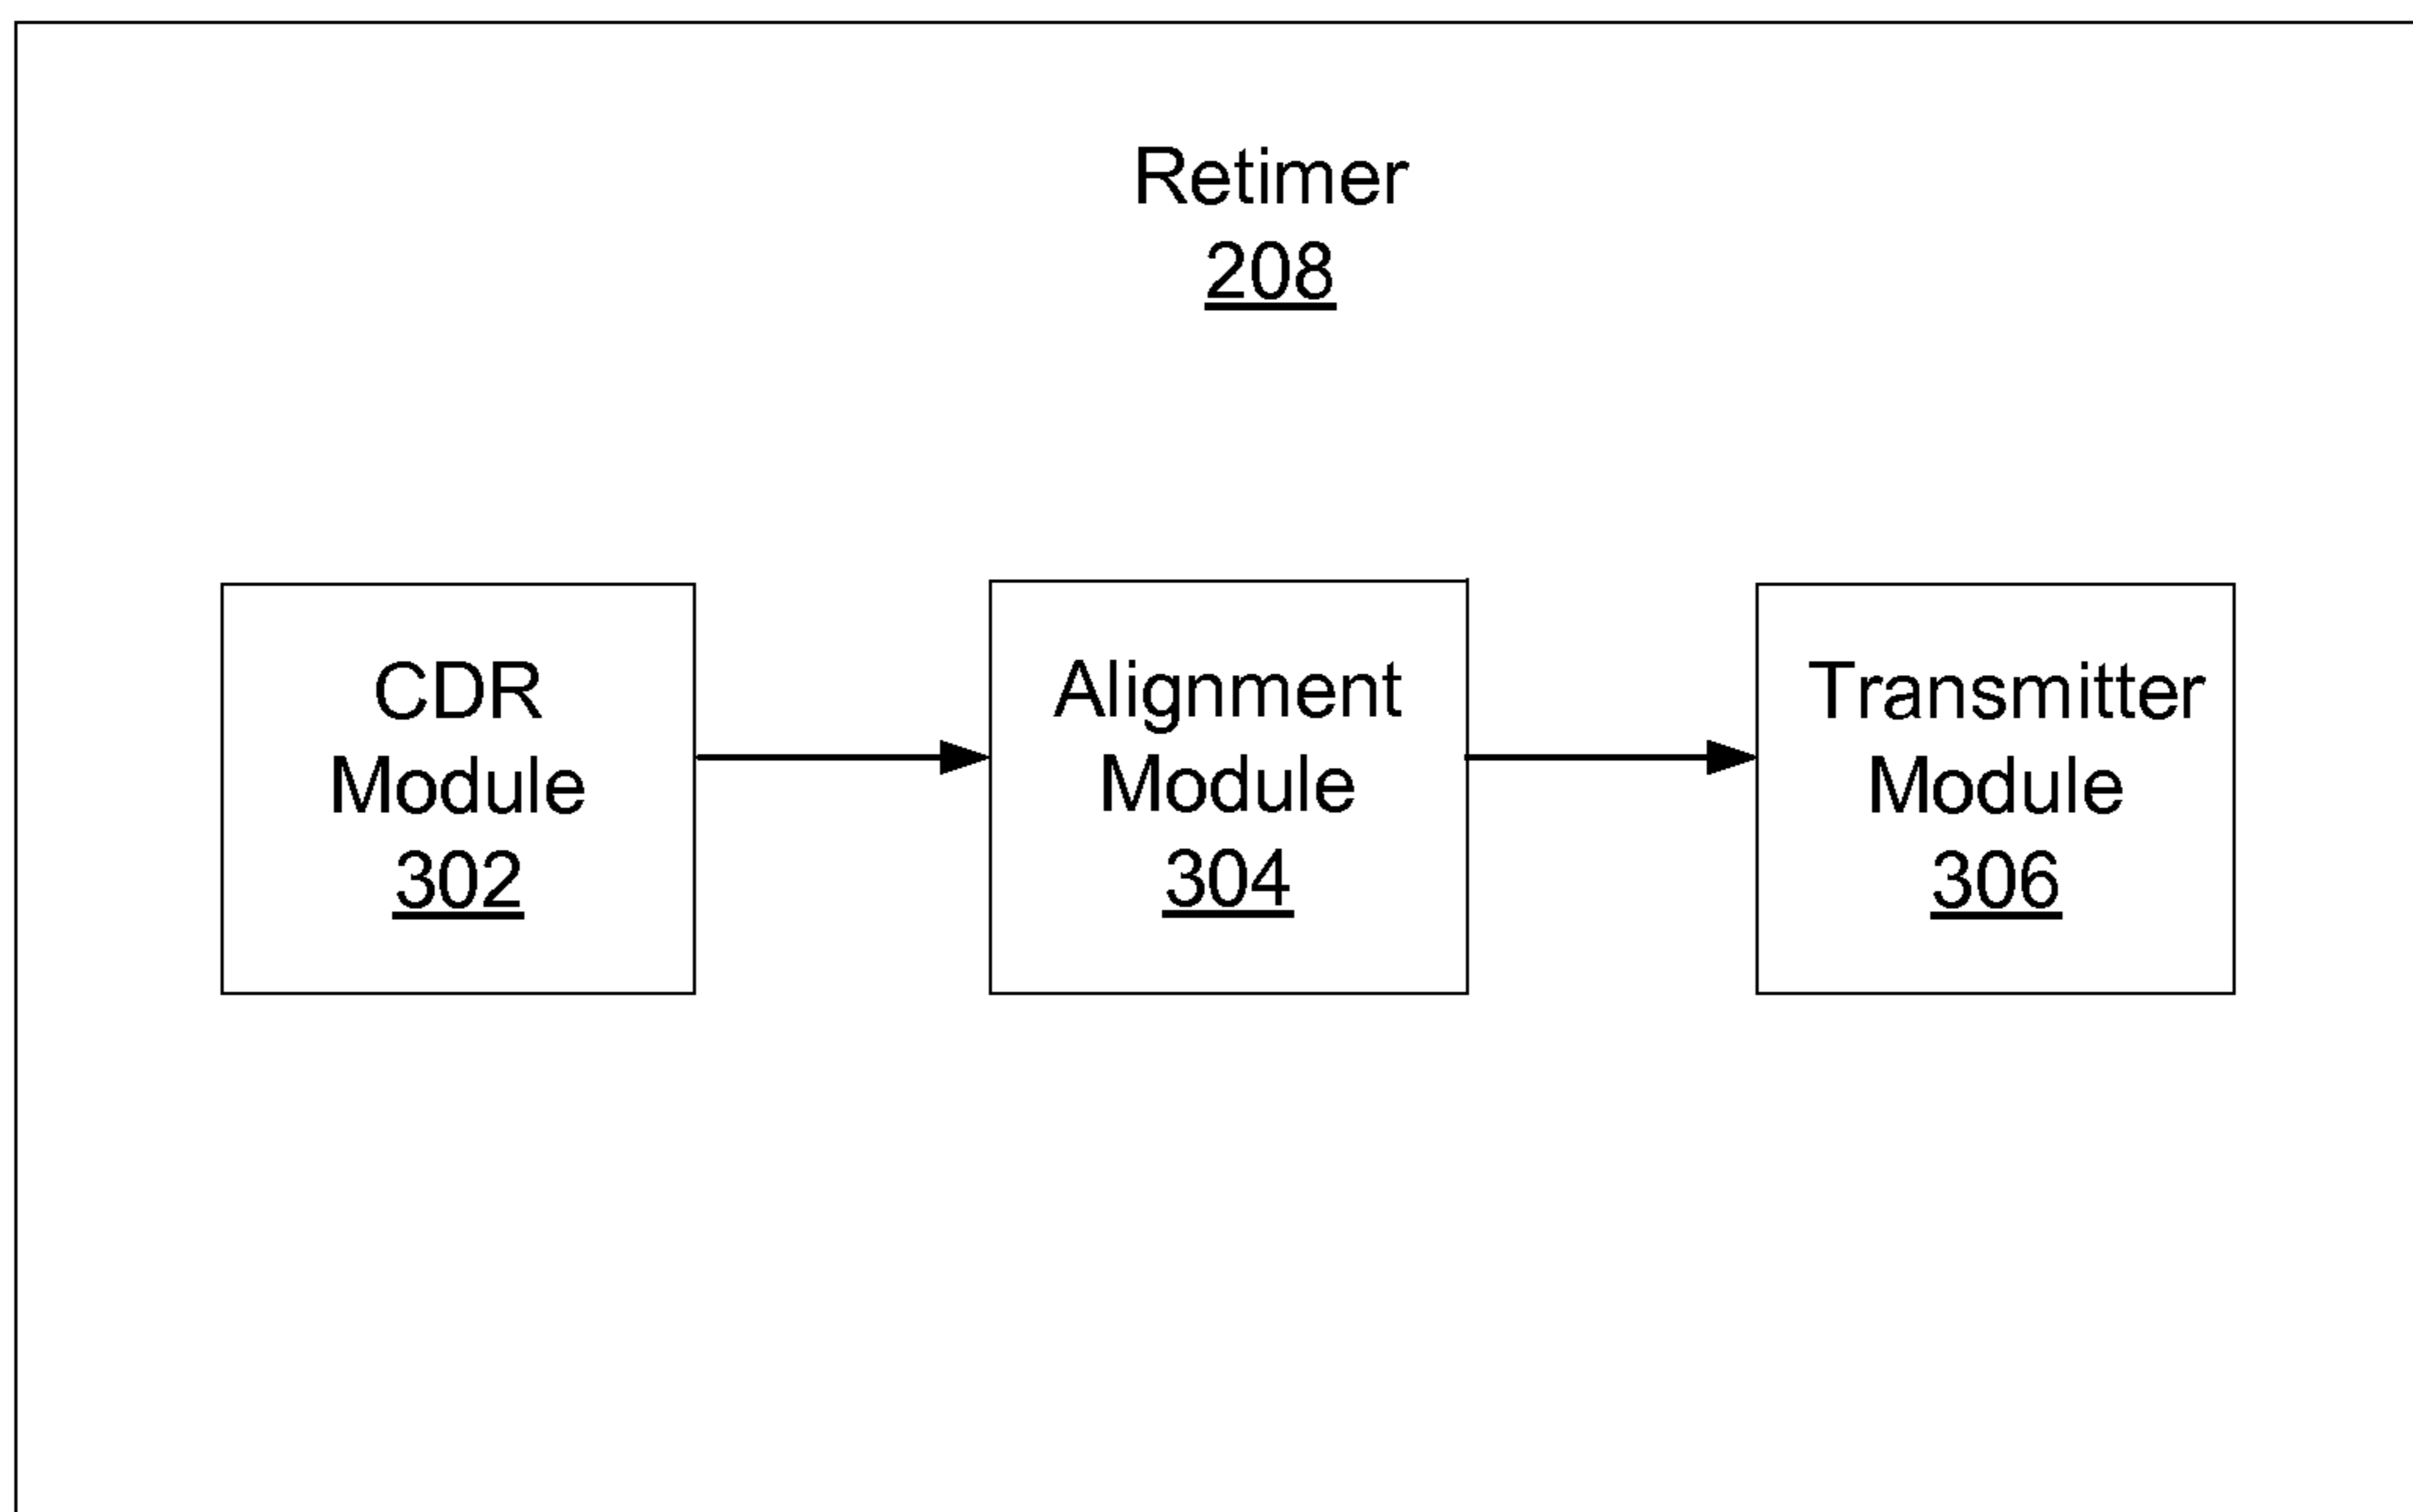 Retimer
208
CDR
Module
302
Alignment
Module
304
Transmitter
Module
306